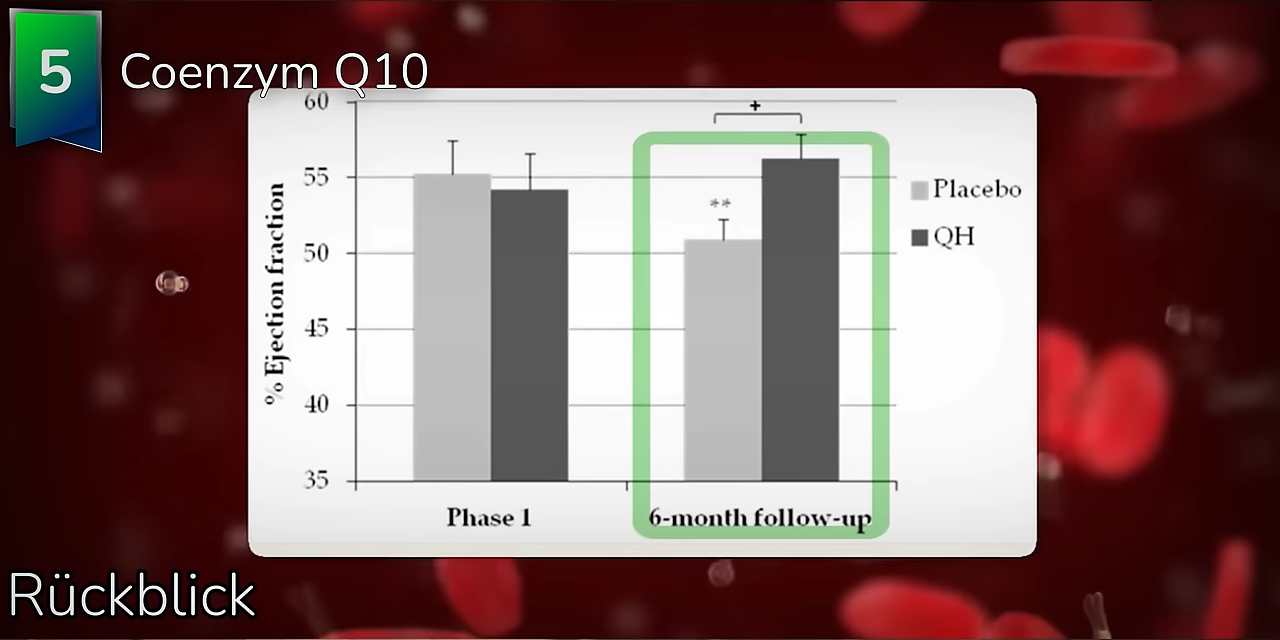 5
Coenzym Q10
60
55
50
45
40
35
% Ejection fraction
+
**
Placebo
QH
Phase 1
6-month follow-up
Rückblick